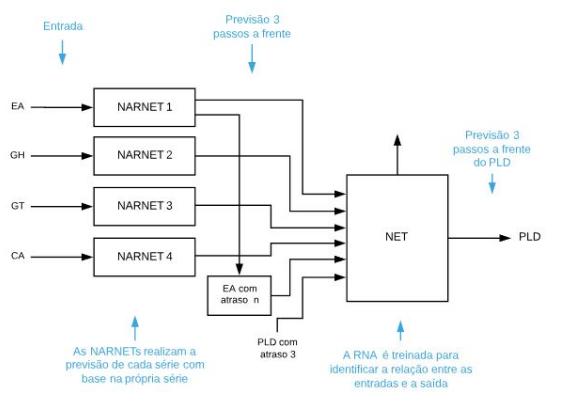 Entrada
Previsão 3
passos a frente
EA
NARNET 1
GH
NARNET 2
GT
NARNET 3
CA
NARNET 4
EA com
atraso n
PLD com
atraso 3
NET
Previsão 3
passos a frente
do PLD
PLD
As NARNETs realizam a
previsão de cada série com
base na própria série
A RNA é treinada para
identificar a relação entre as
entradas e a saída